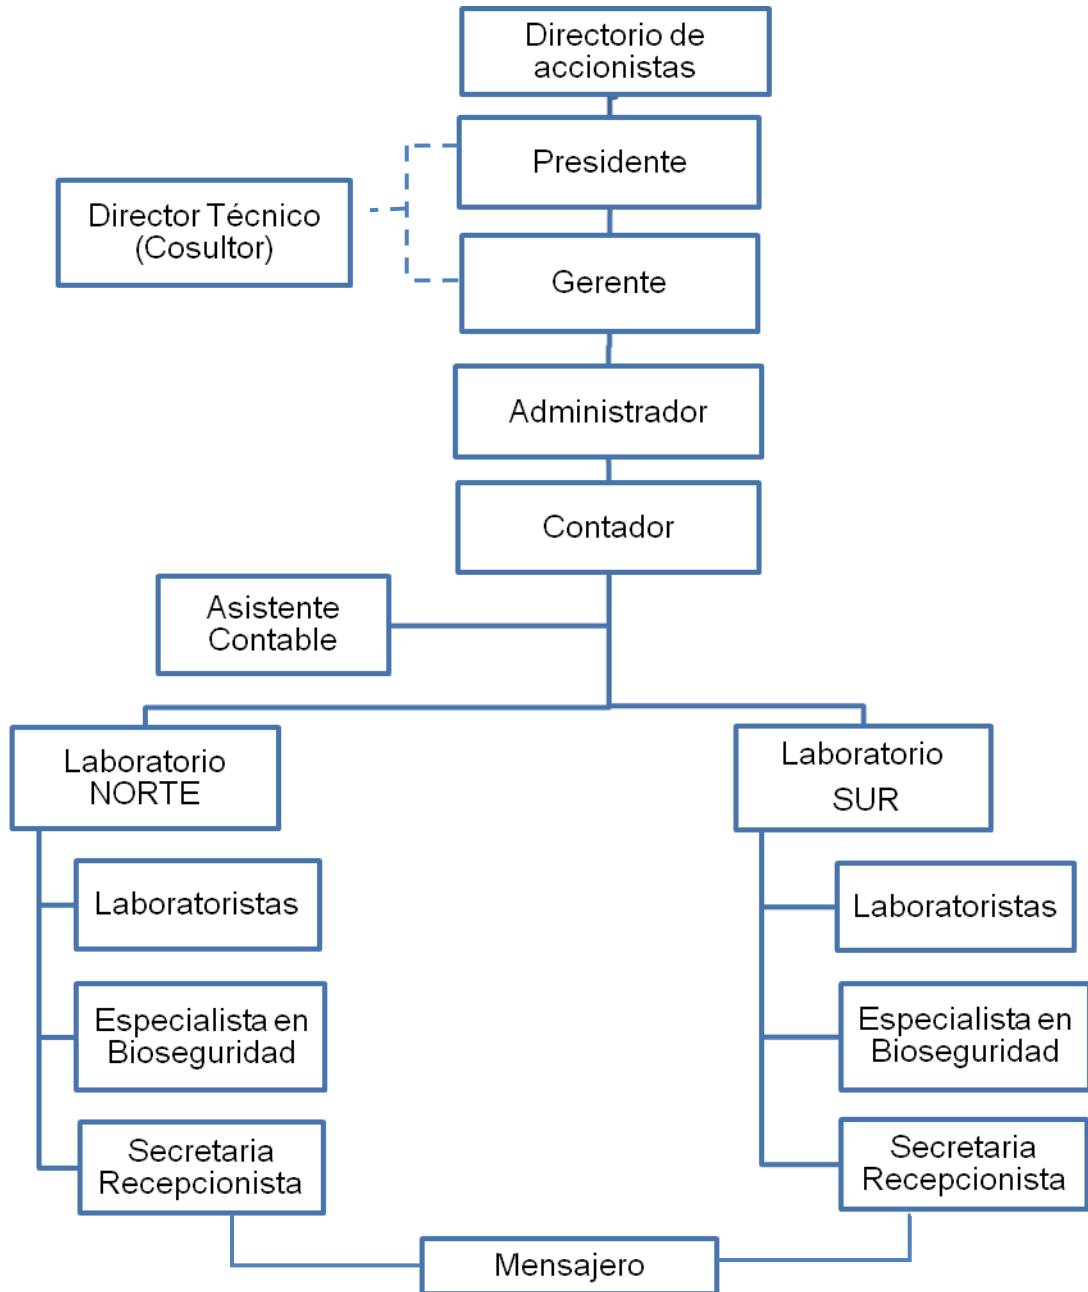 Directorio de
accionistas
Presidente
Director Técnico
(Cosultor)
Gerente
Administrador
Contador
Asistente
Contable
Laboratorio
NORTE
Laboratorio
SUR
Laboratoristas
Laboratoristas
Especialista en
Bioseguridad
Especialista en
Bioseguridad
Secretaria
Recepcionista
Secretaria
Recepcionista
Mensajero